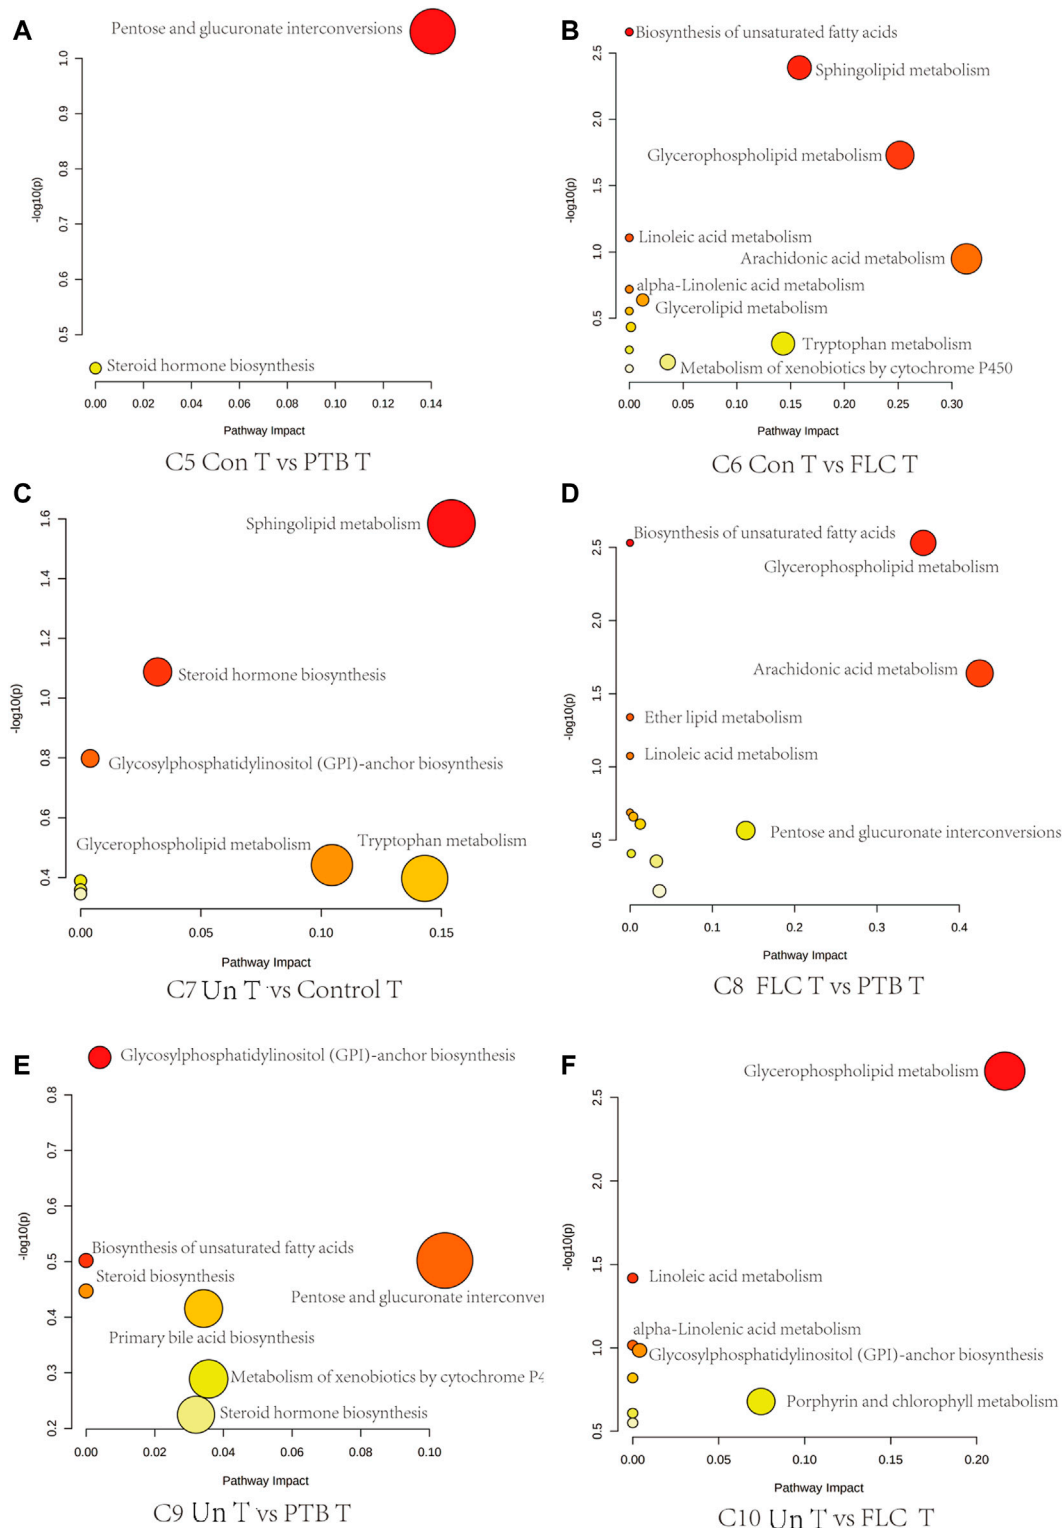 A
Pentose and glucuronate interconversions
1.0
0.9
0.8
0.7
0.6
0.5
-log10(p)
Steroid hormone biosynthesis
0.00 0.02 0.04 0.06 0.08 0.10 0.12 0.14
Pathway Impact
C5 Con T vs PTB T
B
Biosynthesis of unsaturated fatty acids
Sphingolipid metabolism
Glycerophospholipid metabolism
Linoleic acid metabolism
Arachidonic acid metabolism
alpha-Linolenic acid metabolism
Glycerolipid metabolism
Tryptophan metabolism
Metabolism of xenobiotics by cytochrome P450
2.5
2.0
1.5
1.0
0.5
-log10(p)
0.00 0.05 0.10 0.15 0.20 0.25 0.30
Pathway Impact
C6 Con T vs FLC T
C
Sphingolipid metabolism
Steroid hormone biosynthesis
Glycosylphosphatidylinositol (GPI)-anchor biosynthesis
Glycerophospholipid metabolism
Tryptophan metabolism
1.6
1.4
1.2
1.0
0.8
0.6
0.4
-log10(p)
0.00 0.05 0.10 0.15
Pathway Impact
C7 Un T vs Control T
D
Biosynthesis of unsaturated fatty acids
Glycerophospholipid metabolism
Arachidonic acid metabolism
Ether lipid metabolism
Linoleic acid metabolism
Pentose and glucuronate interconversions
2.5
2.0
1.5
1.0
0.5
-log10(p)
0.0 0.1 0.2 0.3 0.4
Pathway Impact
C8 FLC T vs PTB T
E
Glycosylphosphatidylinositol (GPI)-anchor biosynthesis
Biosynthesis of unsaturated fatty acids
Steroid biosynthesis
Pentose and glucuronate interconver
Primary bile acid biosynthesis
Metabolism of xenobiotics by cytochrome P4
Steroid hormone biosynthesis
0.8
0.7
0.6
0.5
0.4
0.3
0.2
-log10(p)
0.00 0.02 0.04 0.06 0.08 0.10
Pathway Impact
C9 Un T vs PTB T
F
Glycerophospholipid metabolism
Linoleic acid metabolism
alpha-Linolenic acid metabolism
Glycosylphosphatidylinositol (GPI)-anchor biosynthesis
Porphyrin and chlorophyll metabolism
2.5
2.0
1.5
1.0
0.5
-log10(p)
0.00 0.05 0.10 0.15 0.20
Pathway Impact
C10 Un T vs FLC T